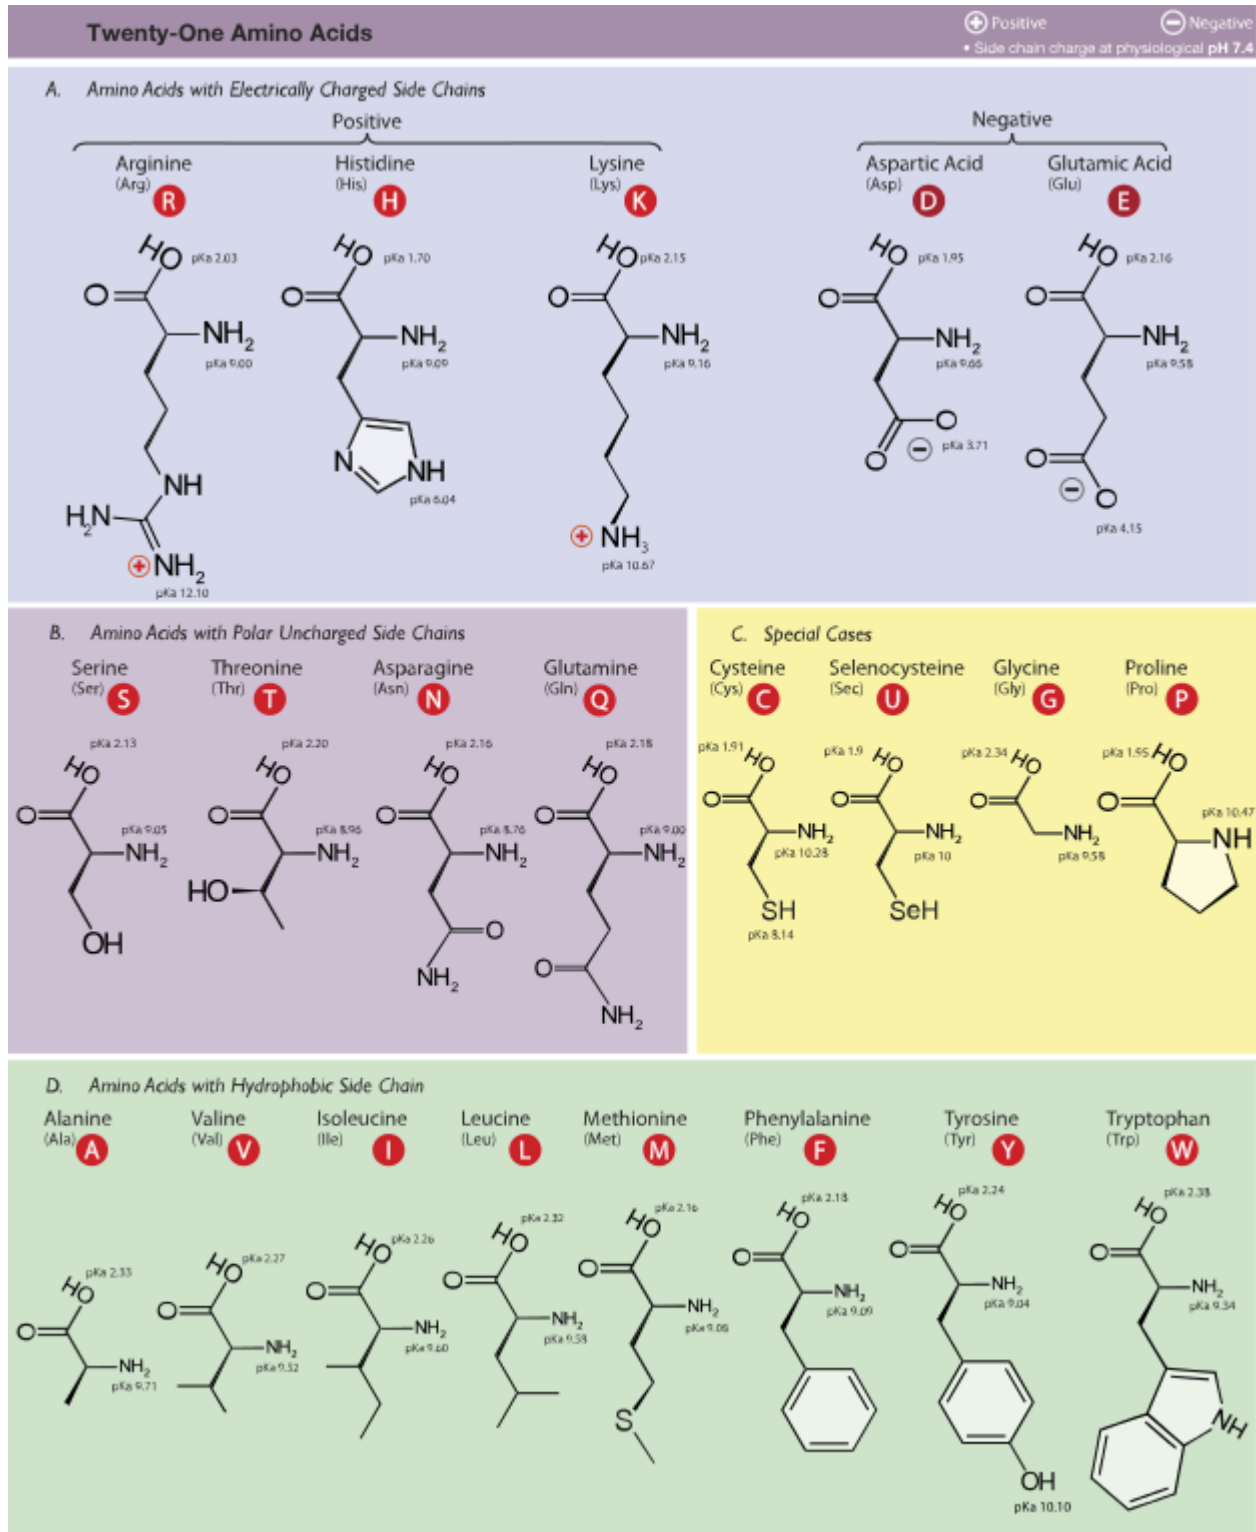 Twenty-One Amino Acids
Positive Negative
• Side chain charge at physiological pH 7.4
A. Amino Acids with Electrically Charged Side Chains
Positive Negative
Arginine Histidine Lysine Aspartic Acid Glutamic Acid
(Arg) (His) (Lys) (Asp) (Glu)
R H K D E
HO pKa 2.03 HO pKa 1.70 HO pKa 2.15 HO pKa 1.95 HO pKa 2.16
O O O O O
NH2 NH2 NH2 NH2 NH2
pKa 9.00 pKa 9.09 pKa 9.16 pKa 9.66 pKa 9.58
O pKa 3.71
N NH O O
NH pKa 6.04 O
H2N NH3 pKa 4.15
NH2 pKa 10.67
pKa 12.10
B. Amino Acids with Polar Uncharged Side Chains
Serine Threonine Asparagine Glutamine
(Ser) (Thr) (Asn) (Gln)
S T N Q
pKa 2.13 pKa 2.20 pKa 2.16 pKa 2.18
HO HO HO HO
O O O O
pKa 9.05 pKa 8.96 pKa 8.76 pKa 9.00
NH2 NH2 NH2 NH2
HO
OH O
NH2 O
NH2
C. Special Cases
Cysteine Selenocysteine Glycine Proline
(Cys) (Sec) (Gly) (Pro)
C U G P
pKa 1.91 HO pKa 1.9 HO pKa 2.34 HO pKa 1.95 HO
O O O O
pKa 10.47
NH2 NH2 NH2 NH
pKa 10.28 pKa 10 pKa 9.58
SH SeH
pKa 8.14
D. Amino Acids with Hydrophobic Side Chain
Alanine Valine Isoleucine Leucine Methionine Phenylalanine Tyrosine Tryptophan
(Ala) (Val) (Ile) (Leu) (Met) (Phe) (Tyr) (Trp)
A V I L M F Y W
pKa 2.33 pKa 2.27 pKa 2.26 pKa 2.32 pKa 2.16 pKa 2.18 pKa 2.24 pKa 2.38
HO HO HO HO HO HO HO HO
O O O O O O O O
NH2 NH2 NH2 NH2 NH2 NH2 NH2 NH2
pKa 9.71 pKa 9.52 pKa 9.60 pKa 9.58 pKa 9.08 pKa 9.09 pKa 9.04 pKa 9.34
S NH
OH
pKa 10.10